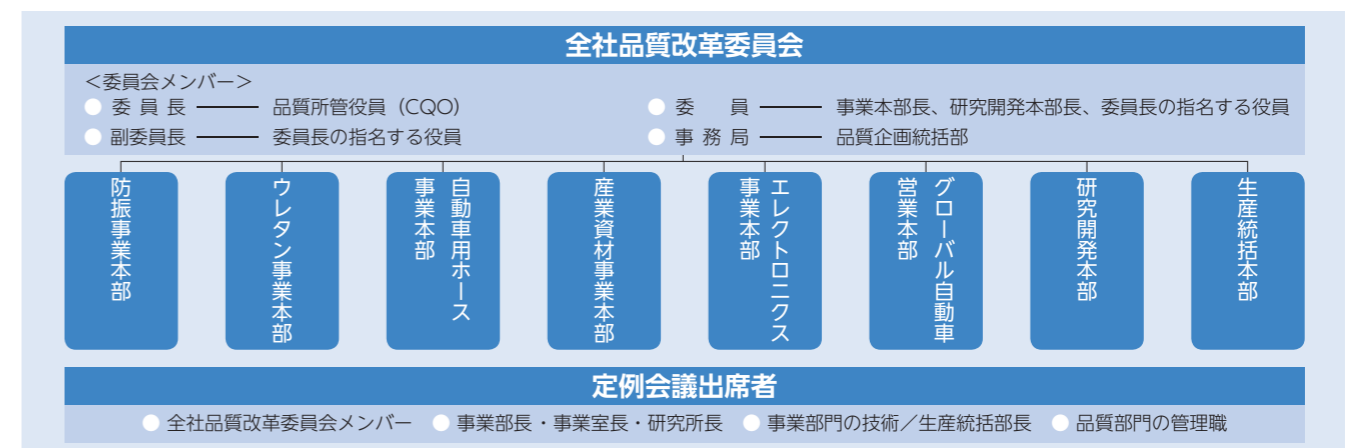 全社品質改革委員会
＜委員会メンバー＞
委 員 長 品質所管役員（CQO）
委 員 事業本部長、研究開発本部長、委員長の指名する役員
副委員長 委員長の指名する役員
事 務 局 品質企画統括部
防振事業本部
ウレタン事業本部
自動車用ホース
事業本部
産業資材事業本部
エレクトロニクス
事業本部
グローバル自動車
営業本部
研究開発本部
生産統括本部
定例会議出席者
全社品質改革委員会メンバー 事業部長・事業室長・研究所長 事業部門の技術／生産統括部長 品質部門の管理職